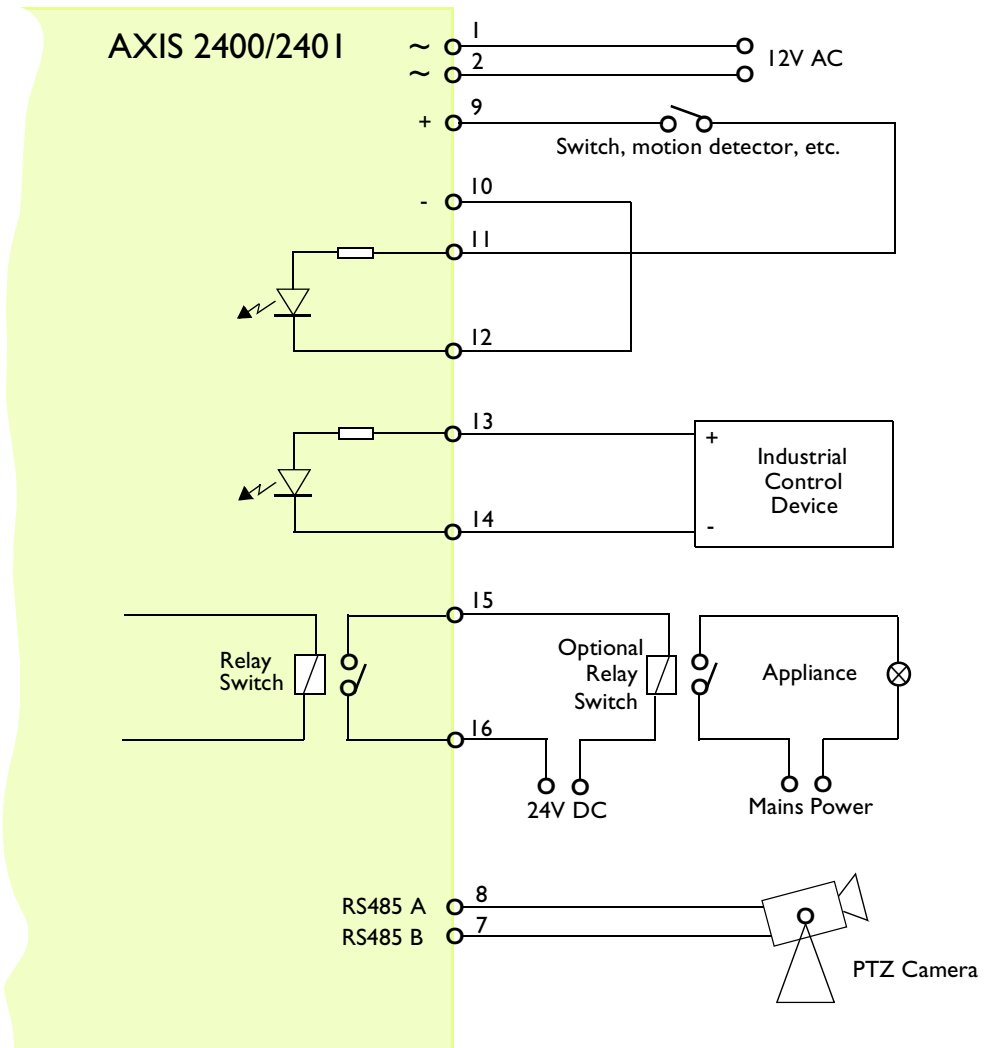 AXIS 2400/2401
~ 1
~ 2
12V AC
+ 9
Switch, motion detector, etc.
- 10
11
12
13
+
Industrial
Control
Device
14
-
15
Relay
Switch
Optional
Relay
Switch
Appliance
16
24V DC
Mains Power
RS485 A 8
RS485 B 7
PTZ Camera